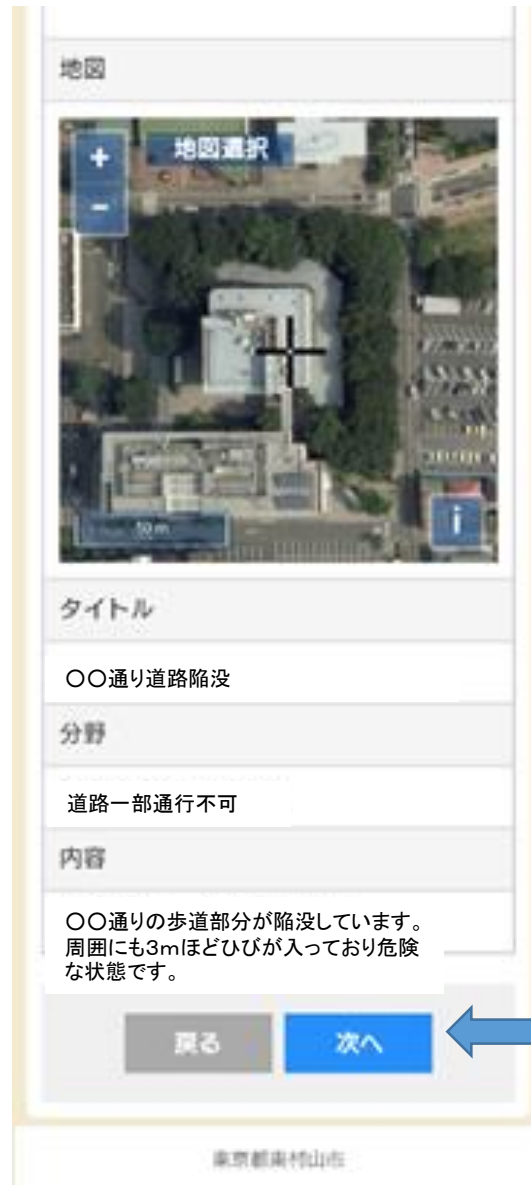 地図
+
地図選択
-
50 m
i
タイトル
〇〇通り道路陥没
分野
道路一部通行不可
内容
〇〇通りの歩道部分が陥没しています。
周囲にも3mほどひびが入っており危険
な状態です。
戻る
次へ
東京都東村山市